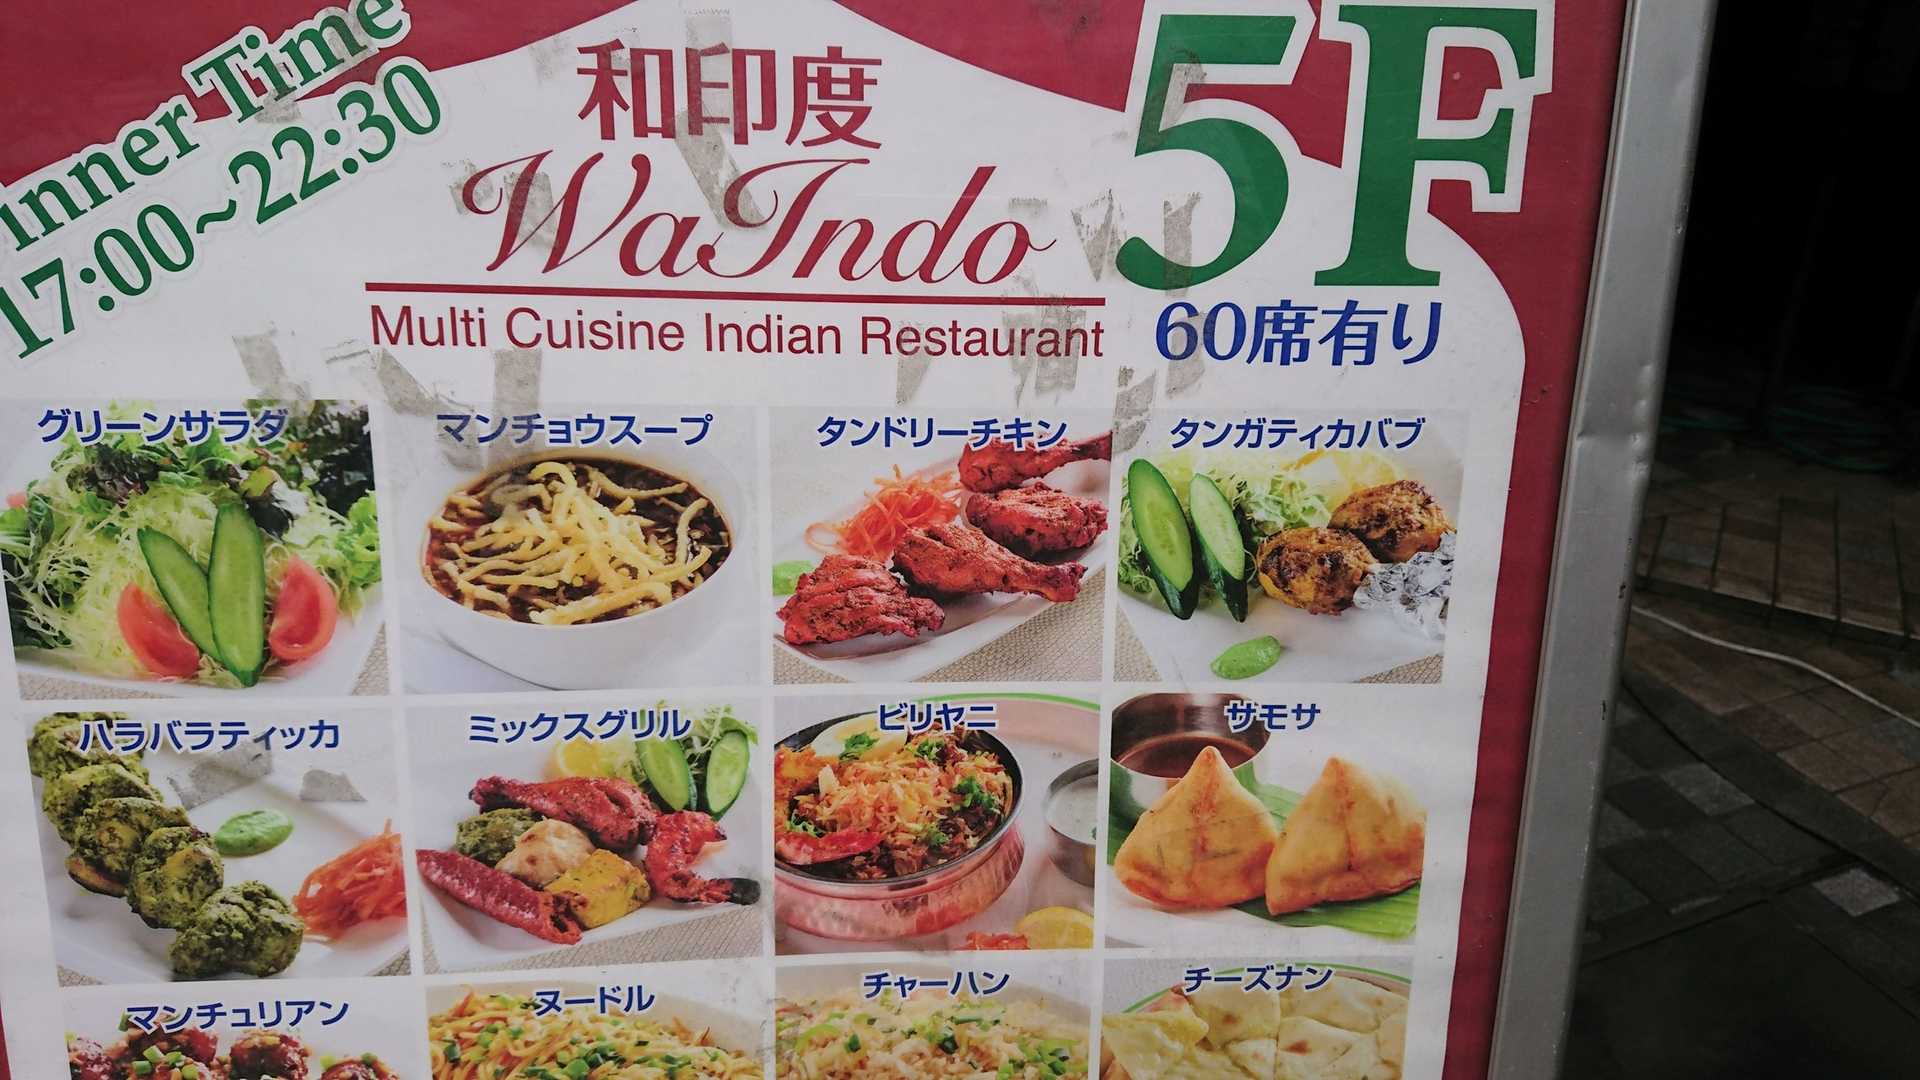 inner Time
17:00~22:30
和印度
WaIndo
Multi Cuisine Indian Restaurant
5F
60席有り
グリーンサラダ
マンチョウスープ
タンドリーチキン
タンガティカバブ
ハラバラティッカ
ミックスグリル
ビリヤニ
サモサ
マンチュリアン
ヌードル
チャーハン
チーズナン